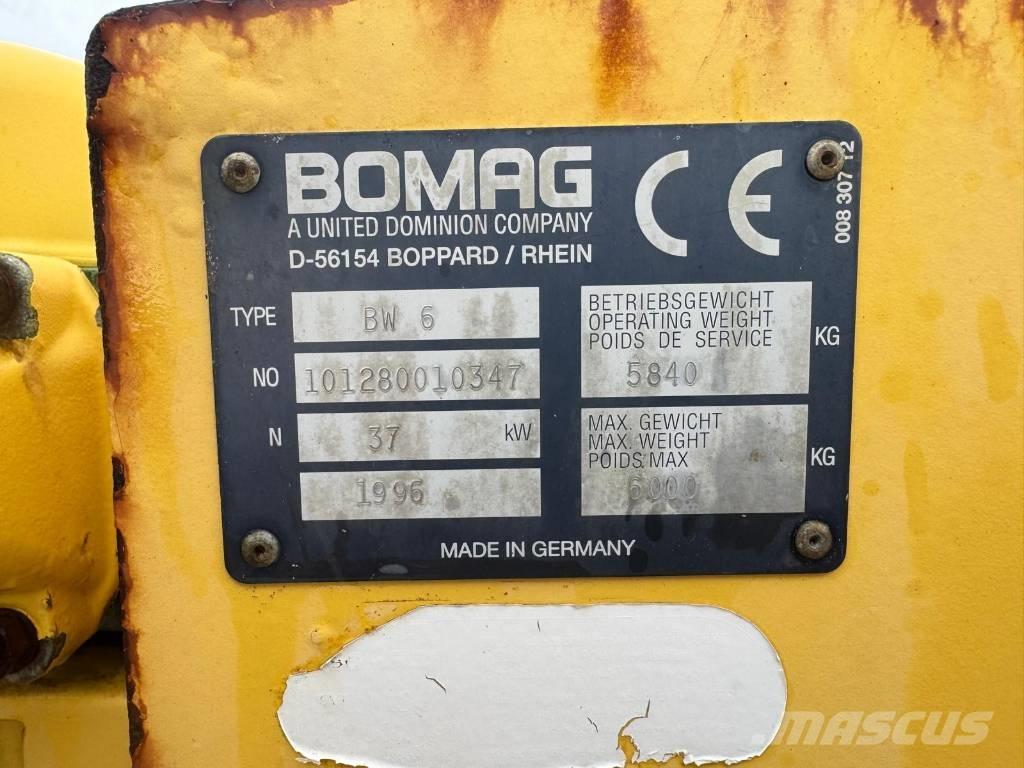 BOMAG
A UNITED DOMINION COMPANY
D-56154 BOPPARD / RHEIN
CE
008 307 12
TYPE BW 6
NO 101280010347
N 37 kW
1996
BETRIEBSGEWICHT
OPERATING WEIGHT
POIDS DE SERVICE
5840 KG
MAX. GEWICHT
MAX. WEIGHT
POIDS MAX
6000 KG
MADE IN GERMANY
MASCUS